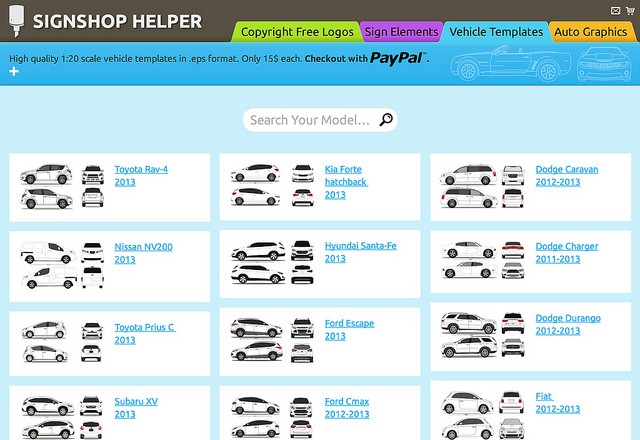 SIGNSHOP HELPER
Copyright Free Logos
Sign Elements
Vehicle Templates
Auto Graphics
High quality 1:20 scale vehicle templates in .eps format. Only 15$ each. Checkout with PayPal™.
+
Search Your Model...
Toyota Rav-4
2013
Kia Forte
hatchback
2013
Dodge Caravan
2012-2013
Nissan NV200
2013
Hyundai Santa-Fe
2013
Dodge Charger
2011-2013
Toyota Prius C
2013
Ford Escape
2013
Dodge Durango
2012-2013
Subaru XV
2013
Ford Cmax
2012-2013
Fiat
2012-2013